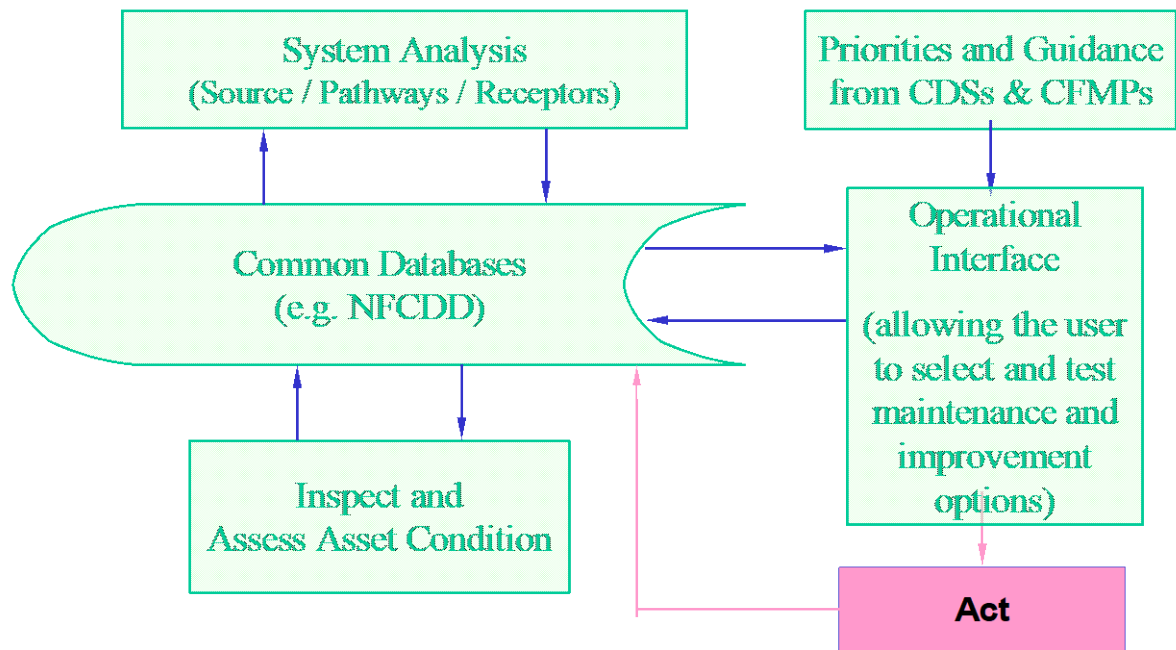 System Analysis
(Source / Pathways / Receptors)
Priorities and Guidance
from CDSs & CFMPs
Common Databases
(e.g. NFCDD)
Operational
Interface
(allowing the user
to select and test
maintenance and
improvement
options)
Inspect and
Assess Asset Condition
Act